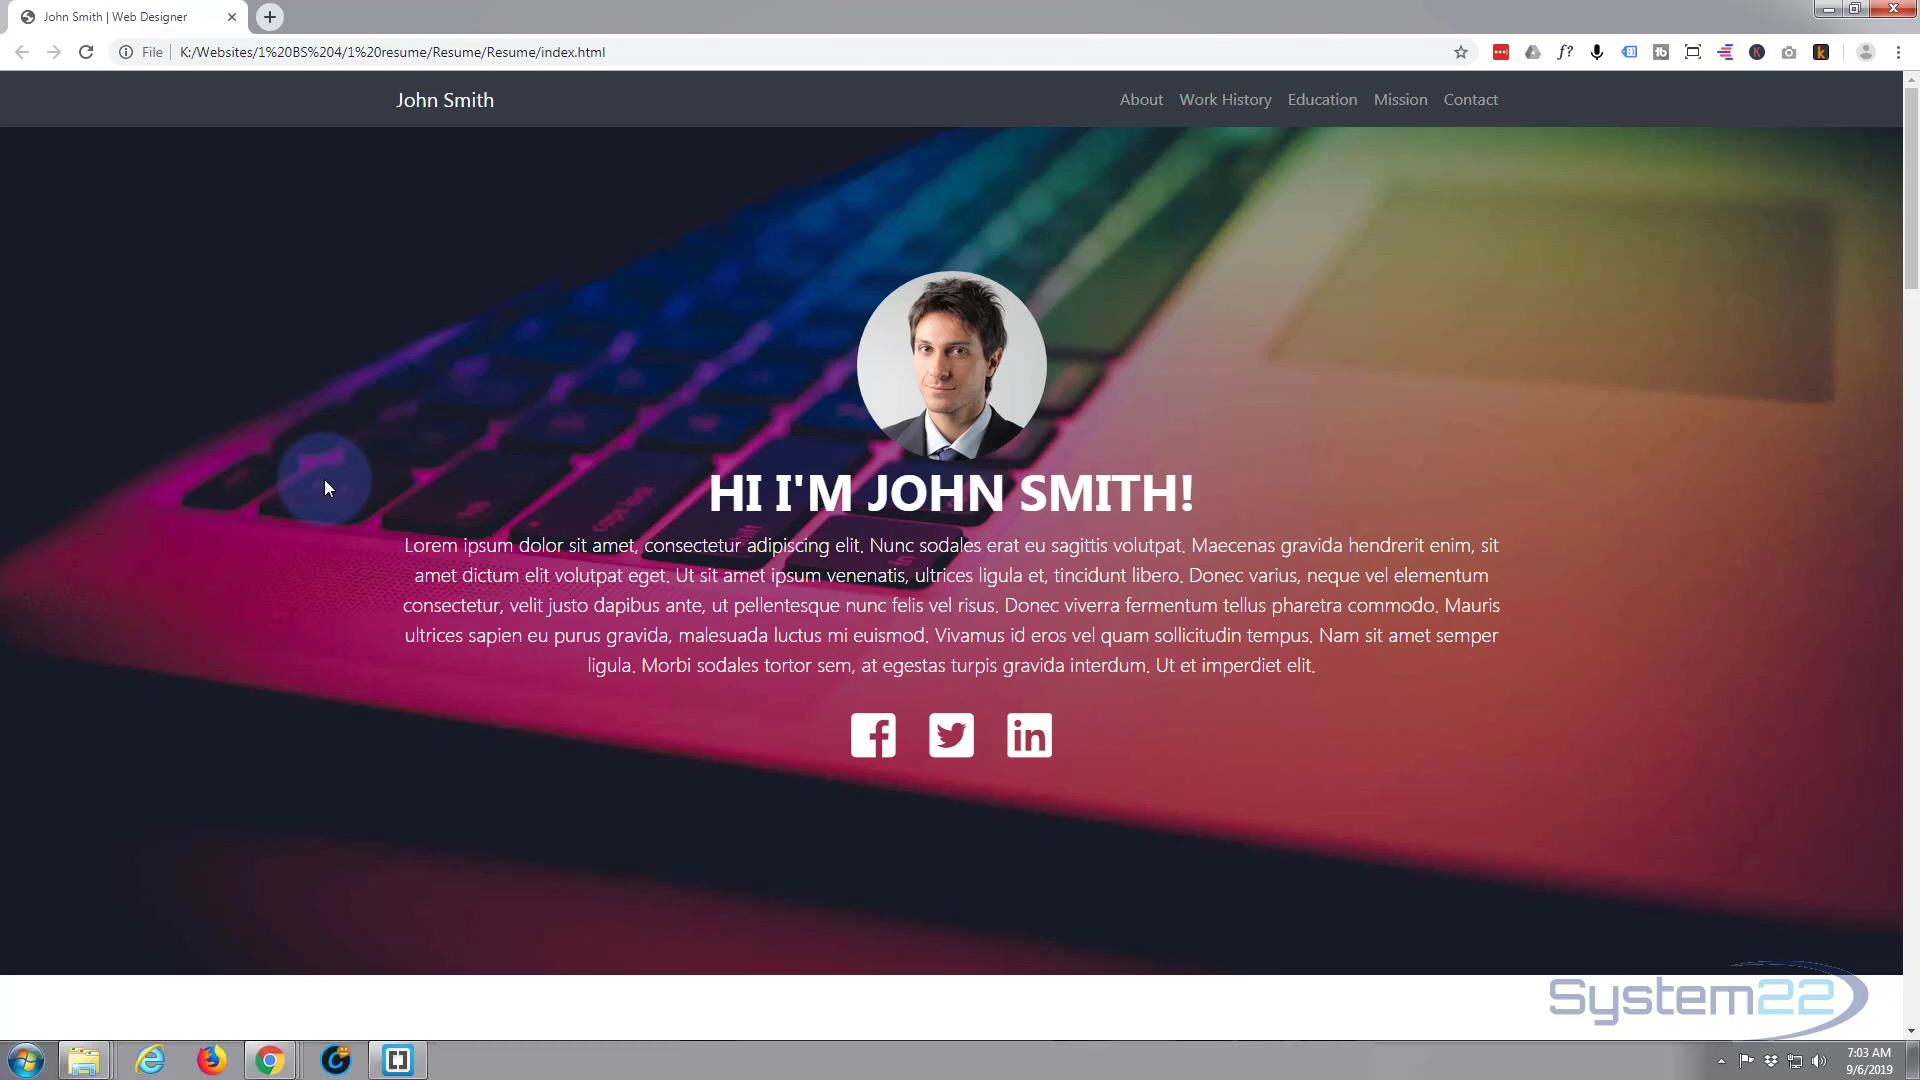 John Smith | Web Designer
File
K:/Websites/1%20BS%204/1%20resume/Resume/Resume/index.html
John Smith
About
Work History
Education
Mission
Contact
HI I'M JOHN SMITH!
Lorem ipsum dolor sit amet, consectetur adipiscing elit. Nunc sodales erat eu sagittis volutpat. Maecenas gravida hendrerit enim, sit
amet dictum elit volutpat eget. Ut sit amet ipsum venenatis, ultrices ligula et, tincidunt libero. Donec varius, neque vel elementum
consectetur, velit justo dapibus ante, ut pellentesque nunc felis vel risus. Donec viverra fermentum tellus pharetra commodo. Mauris
ultrices sapien eu purus gravida, malesuada luctus mi euismod. Vivamus id eros vel quam sollicitudin tempus. Nam sit amet semper
ligula. Morbi sodales tortor sem, at egestas turpis gravida interdum. Ut et imperdiet elit.
System22
7:03 AM
9/6/2019